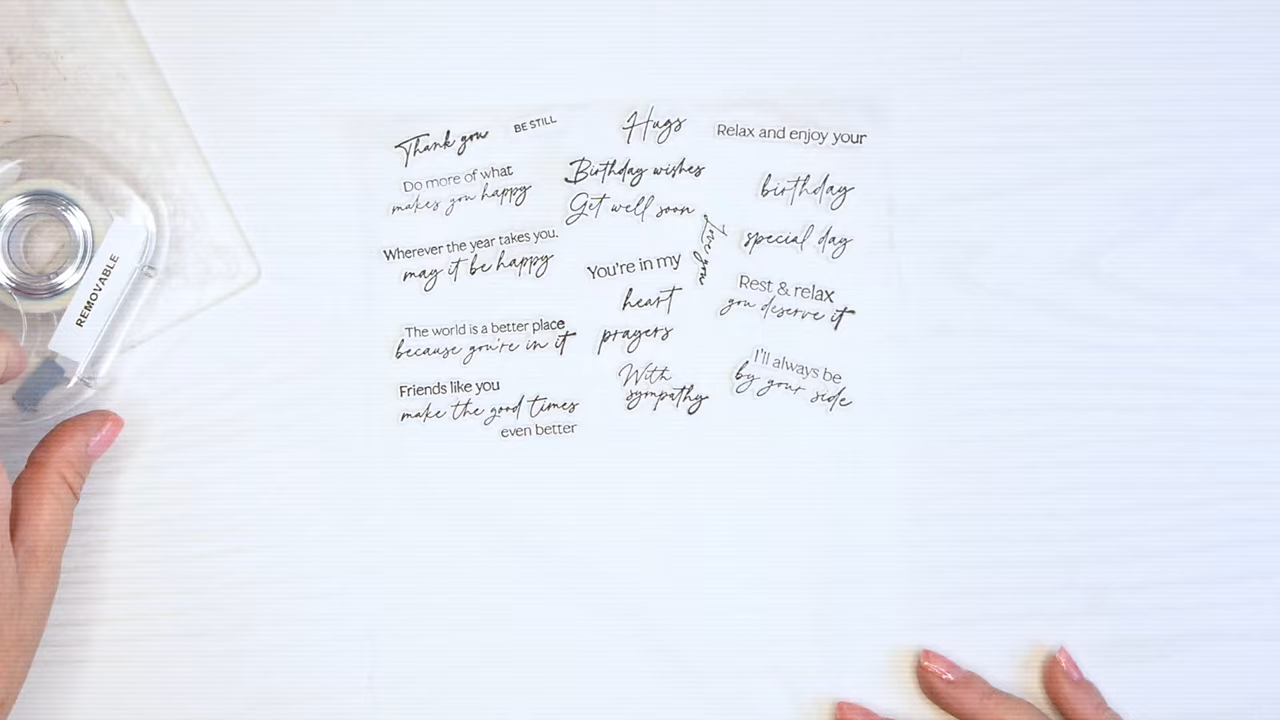 Thank you
BE STILL
Do more of what
makes you happy
Wherever the year takes you,
may it be happy
The world is a better place
because you're in it
Friends like you
make the good times
even better
Hugs
Birthday wishes
Get well soon
Love you
You're in my
heart
prayers
With
sympathy
Relax and enjoy your
birthday
special day
Rest & relax
you deserve it
I'll always be
by your side
REMOVABLE